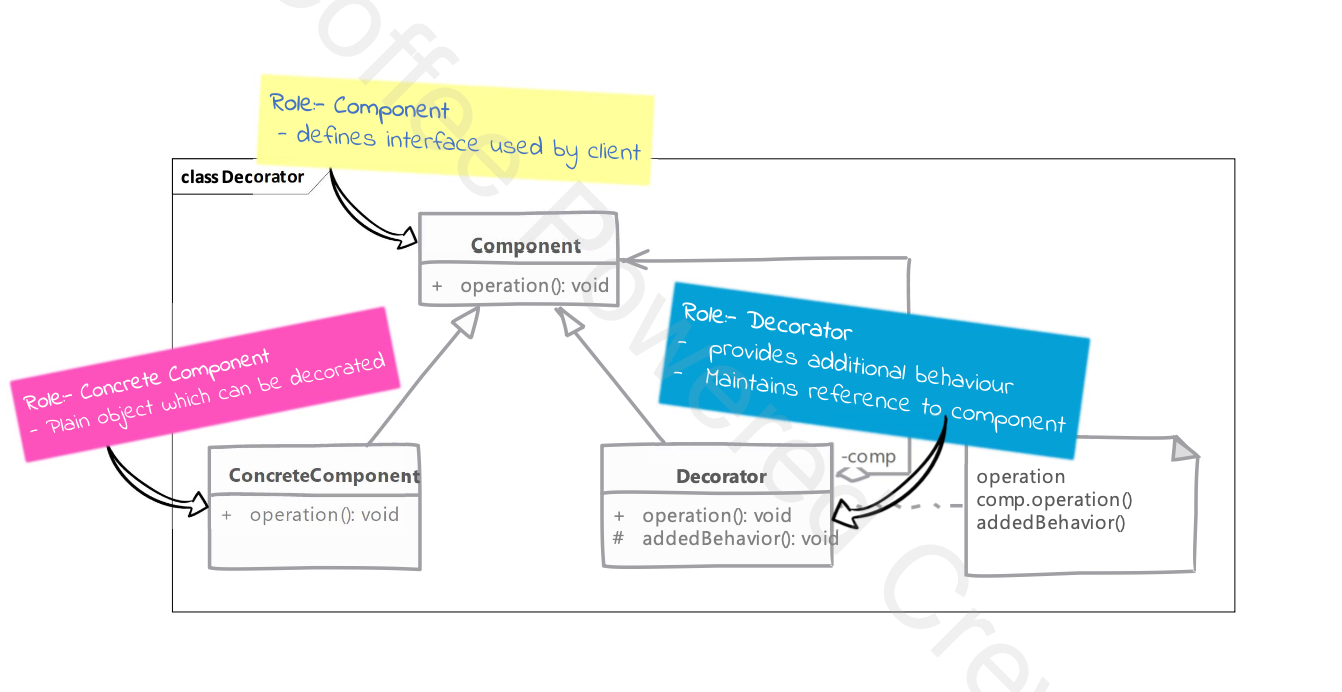 Role:- Component
- defines interface used by client
class Decorator
Component
+ operation(): void
Role:- Concrete Component
- Plain object which can be decorated
Role:- Decorator
- provides additional behaviour
- Maintains reference to component
ConcreteComponent
+ operation(): void
Decorator
+ operation(): void
# addedBehavior(): void
-comp
operation
comp.operation()
addedBehavior()
Coffee Powered Crew